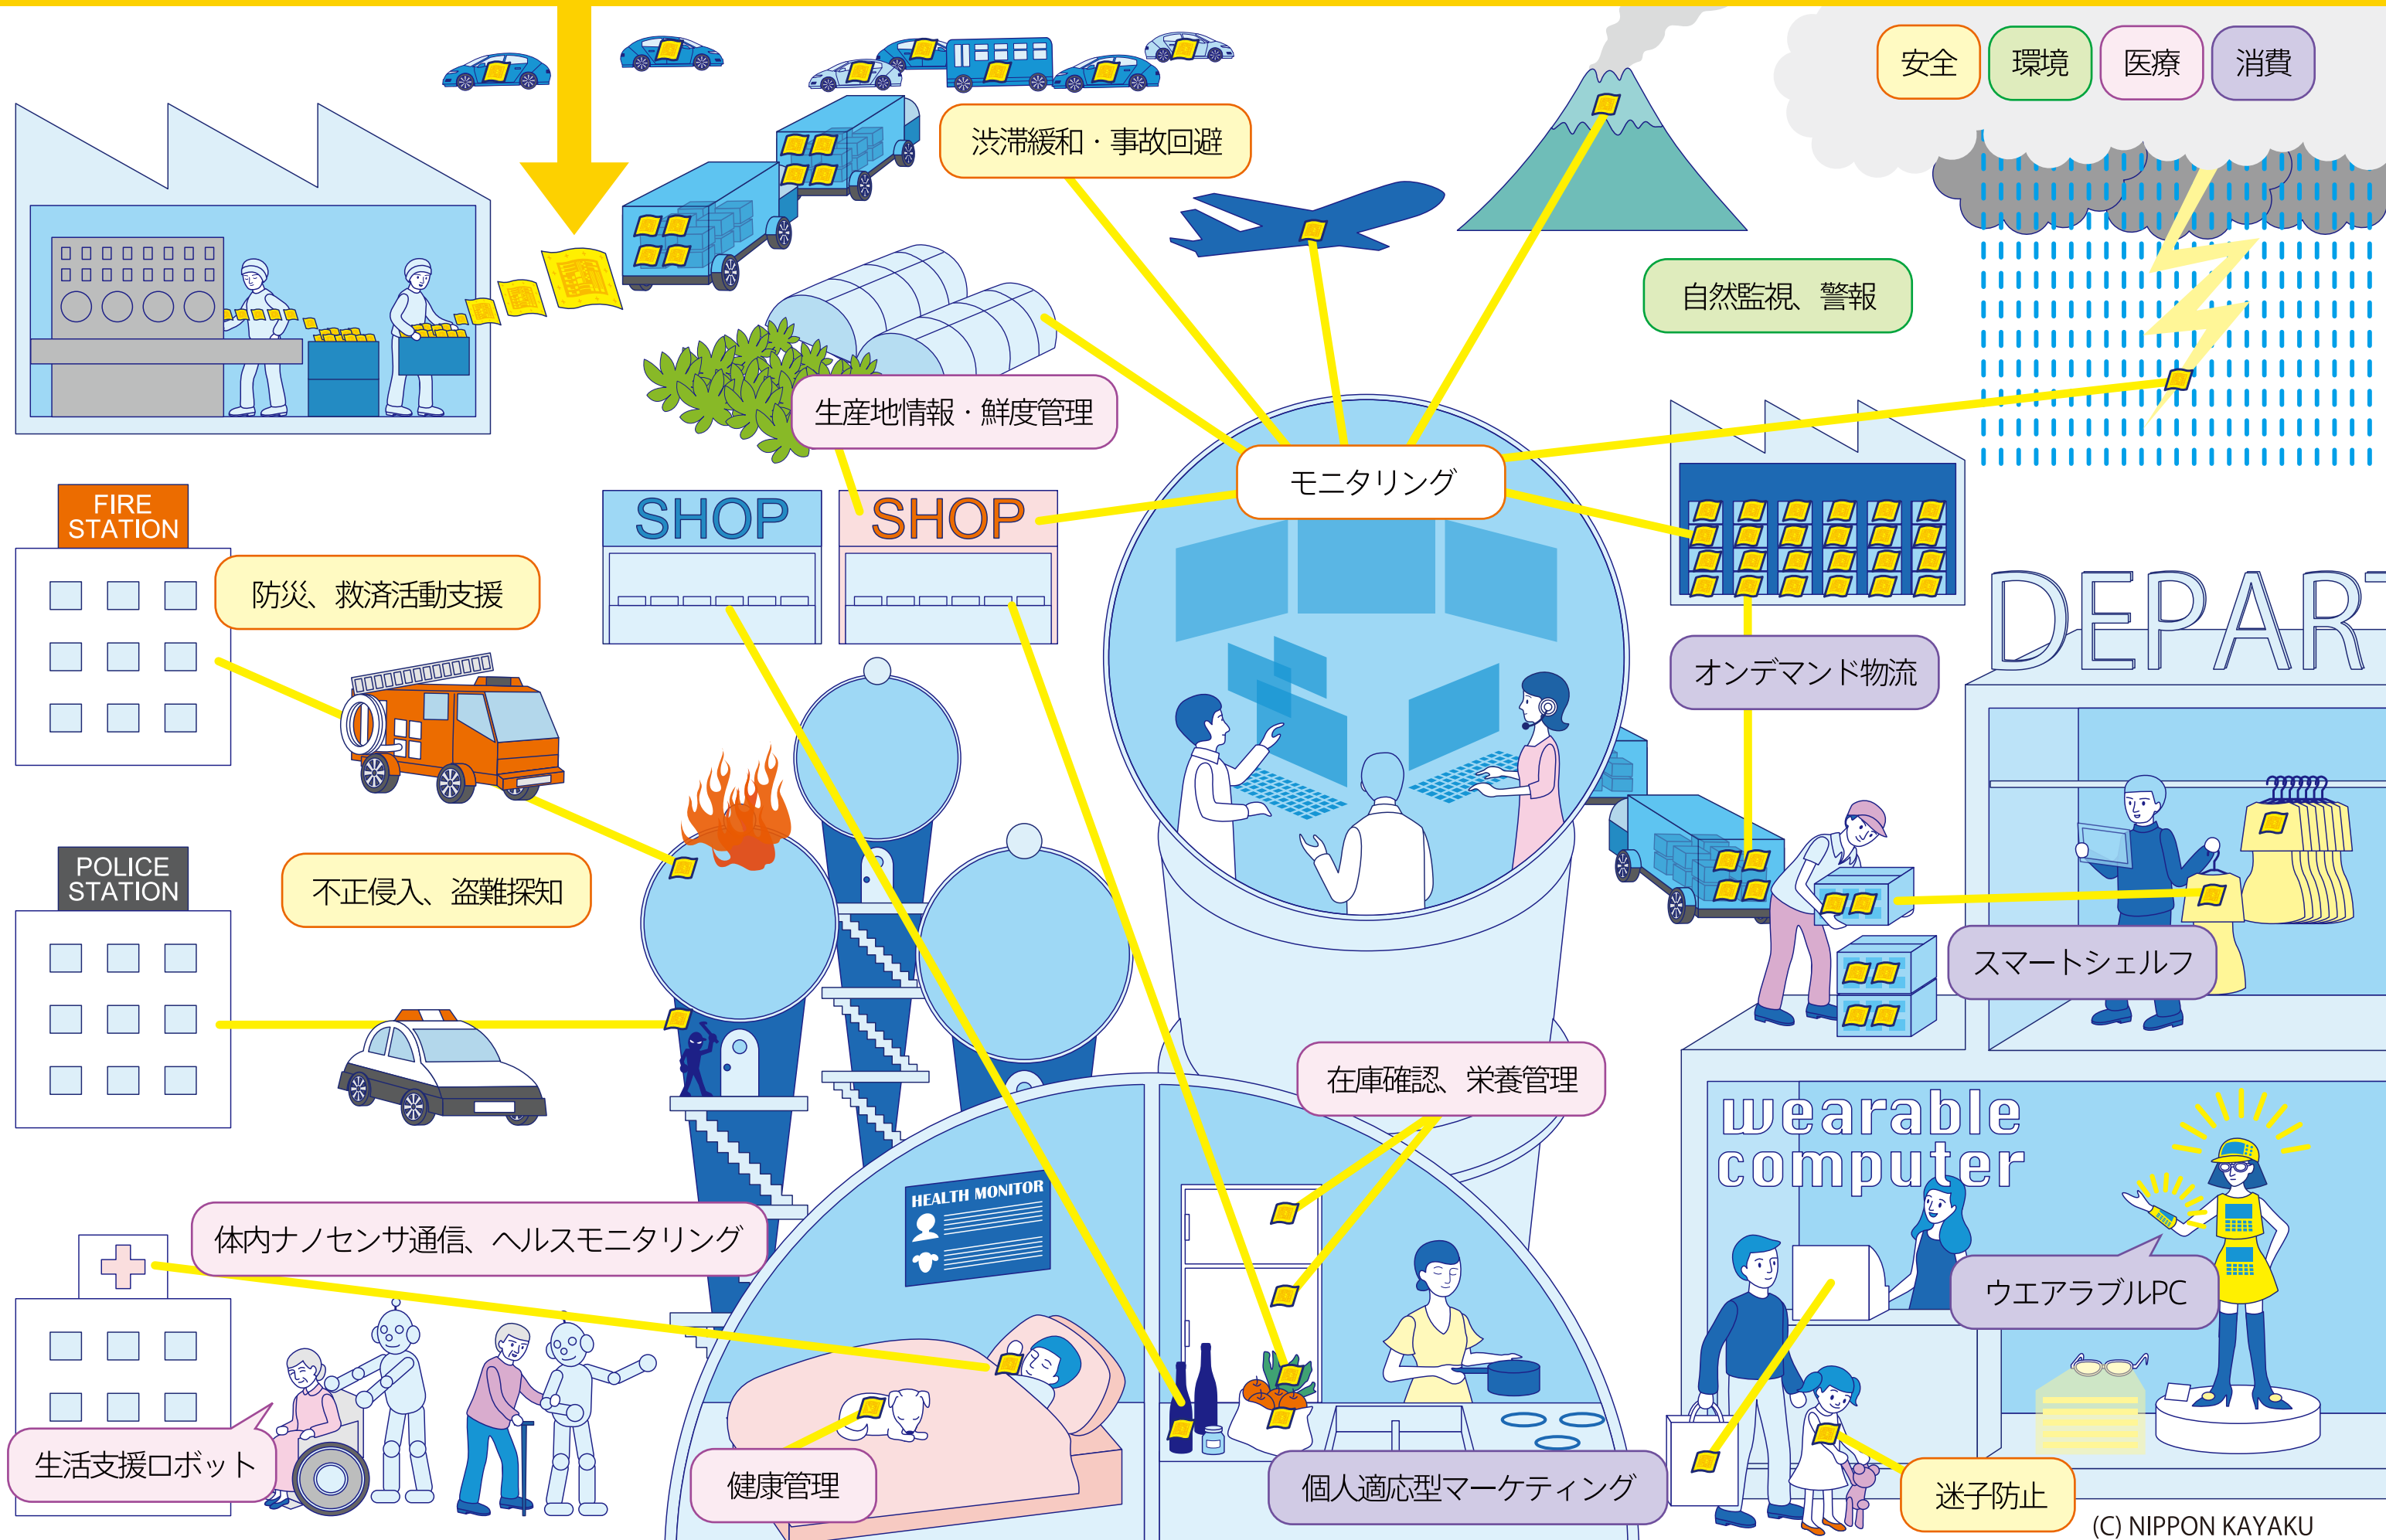 安全
環境
医療
消費
渋滞緩和・事故回避
自然監視、警報
生産地情報・鮮度管理
モニタリング
FIRE
STATION
SHOP
SHOP
防災、救済活動支援
DEPART
オンデマンド物流
POLICE
STATION
不正侵入、盗難探知
スマートシェルフ
在庫確認、栄養管理
wearable
computer
HEALTH MONITOR
体内ナノセンサ通信、ヘルスモニタリング
ウエアラブルPC
生活支援ロボット
健康管理
個人適応型マーケティング
迷子防止
(C) NIPPON KAYAKU